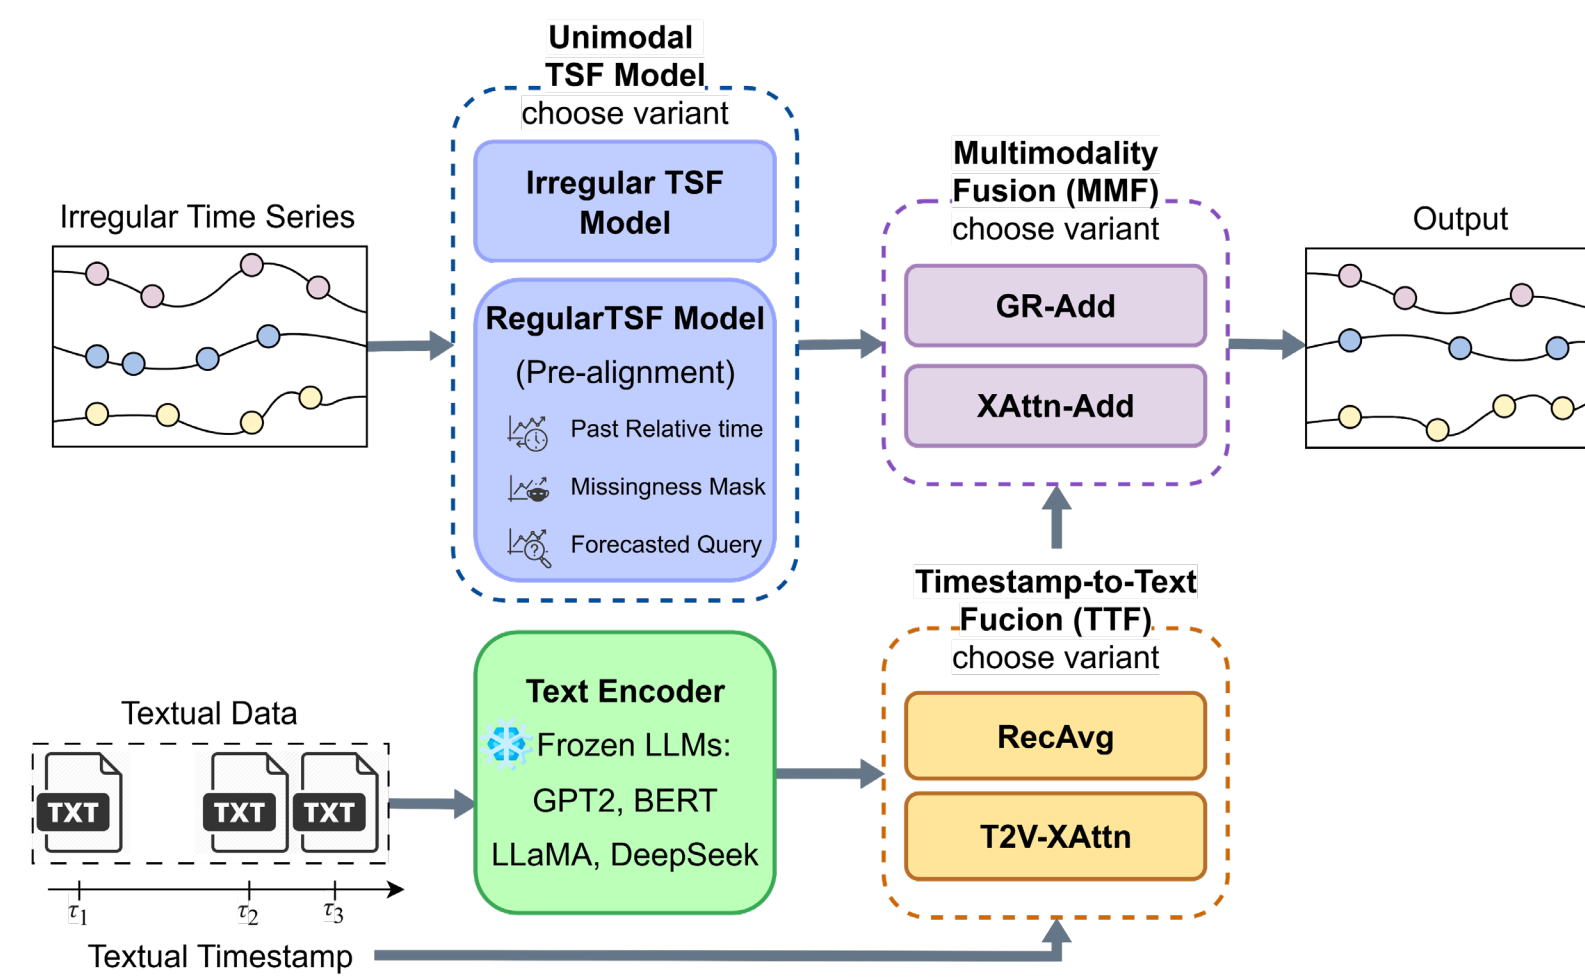 Unimodal
TSF Model
choose variant
Irregular TSF
Model
RegularTSF Model
(Pre-alignment)
Past Relative time
Missingness Mask
Forecasted Query
Irregular Time Series
Multimodality
Fusion (MMF)
choose variant
GR-Add
XAttn-Add
Output
Textual Data
TXT
TXT
TXT
τ1
τ2
τ3
Textual Timestamp
Text Encoder
Frozen LLMs:
GPT2, BERT
LLaMA, DeepSeek
Timestamp-to-Text
Fucion (TTF)
choose variant
RecAvg
T2V-XAttn